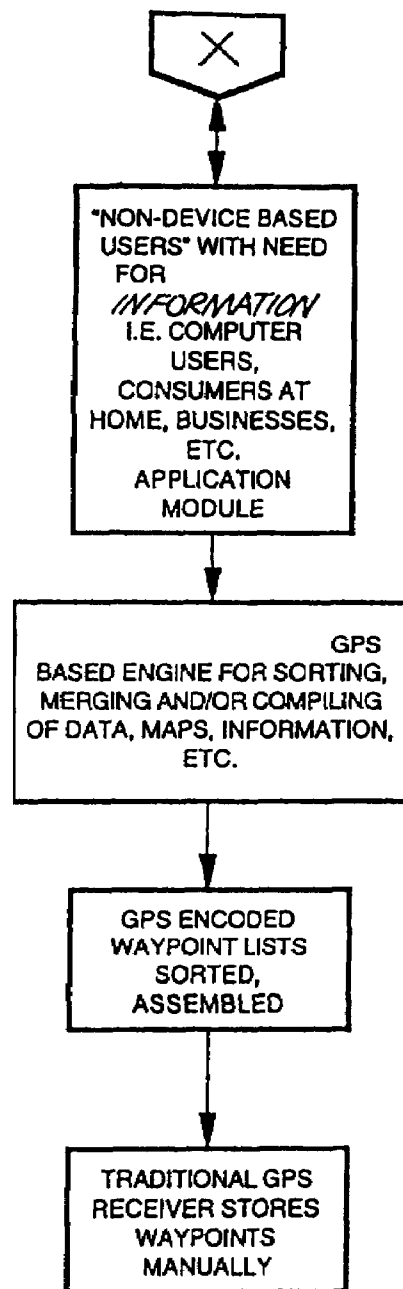 X
"NON-DEVICE BASED
USERS" WITH NEED
FOR
INFORMATION
I.E. COMPUTER
USERS,
CONSUMERS AT
HOME, BUSINESSES,
ETC.
APPLICATION
MODULE
GPS
BASED ENGINE FOR SORTING,
MERGING AND/OR COMPILING
OF DATA, MAPS, INFORMATION,
ETC.
GPS ENCODED
WAYPOINT LISTS
SORTED,
ASSEMBLED
TRADITIONAL GPS
RECEIVER STORES
WAYPOINTS
MANUALLY